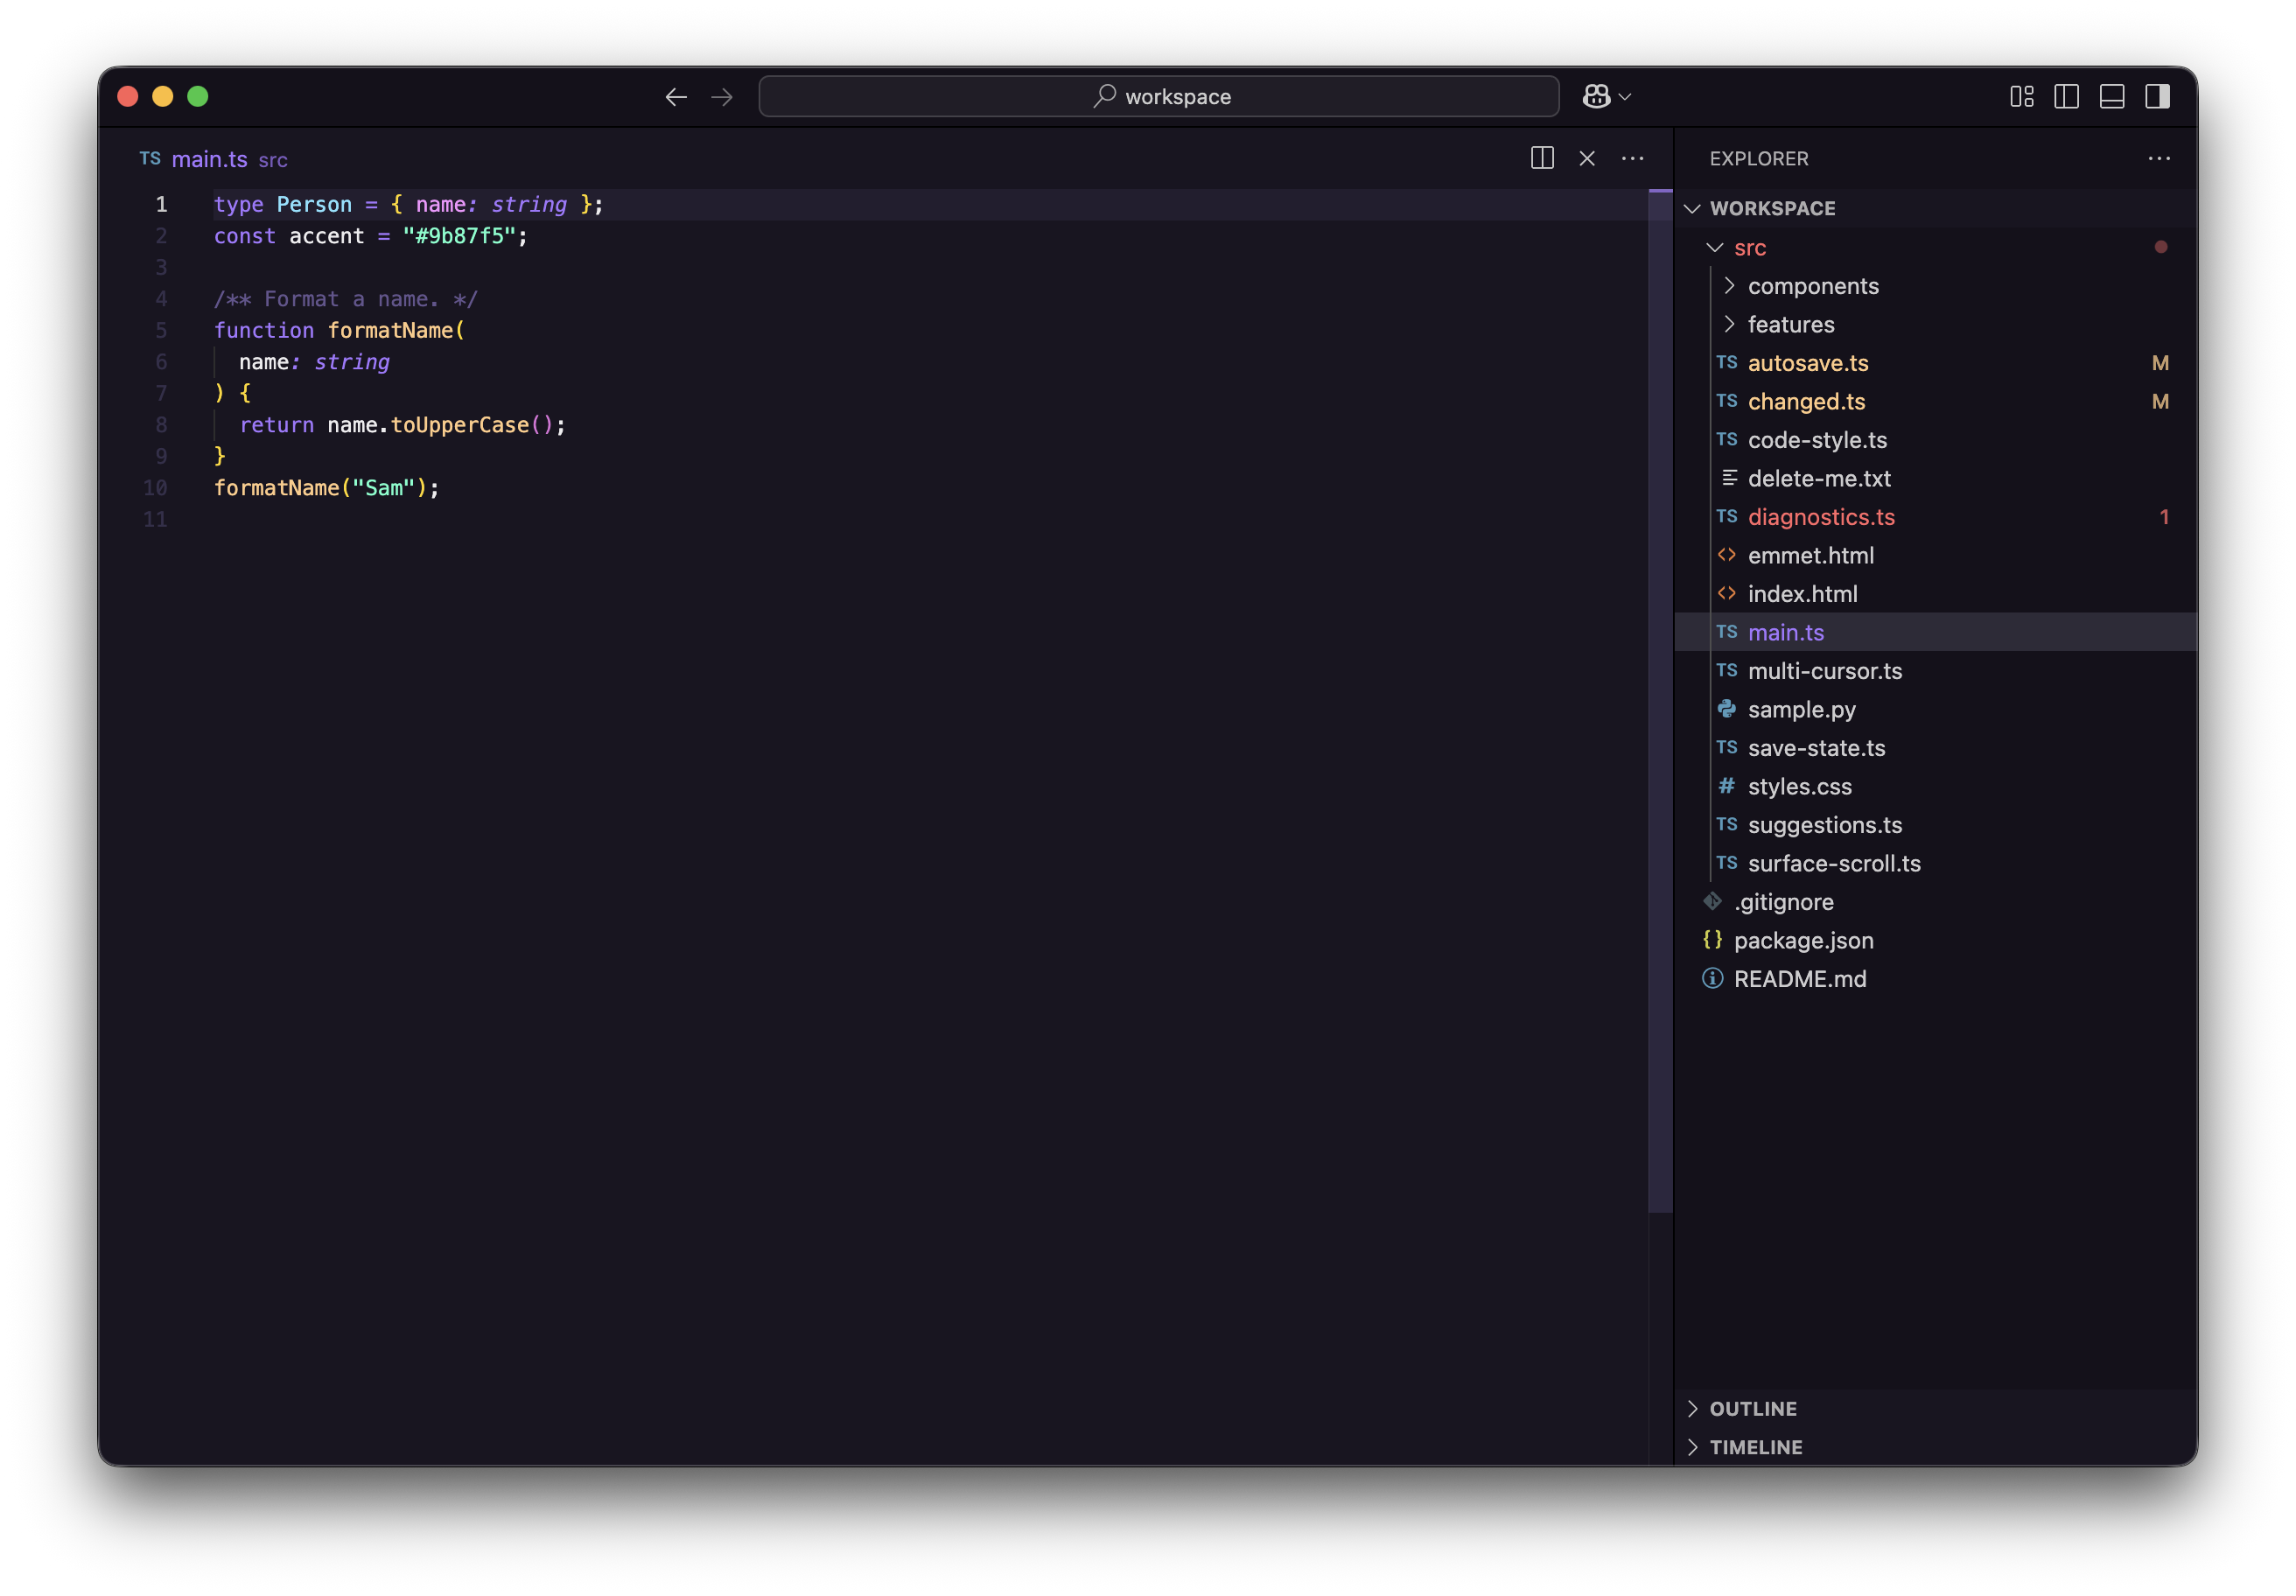 workspace
TS main.ts src
1 type Person = { name: string };
2 const accent = "#9b87f5";
3
4 /** Format a name. */
5 function formatName(
6   name: string
7 ) {
8   return name.toUpperCase();
9 }
10 formatName("Sam");
11
EXPLORER
WORKSPACE
src
components
features
TS autosave.ts M
TS changed.ts M
TS code-style.ts
delete-me.txt
TS diagnostics.ts 1
<> emmet.html
<> index.html
TS main.ts
TS multi-cursor.ts
sample.py
TS save-state.ts
# styles.css
TS suggestions.ts
TS surface-scroll.ts
.gitignore
{} package.json
README.md
OUTLINE
TIMELINE